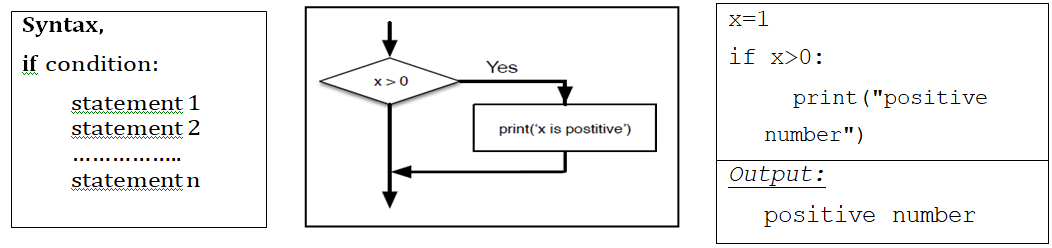 Syntax,
if condition:
statement 1
statement 2
……………..
statement n
Yes
x > 0
print(‘x is postitive’)
x=1
if x>0:
print("positive
number")
Output:
positive number